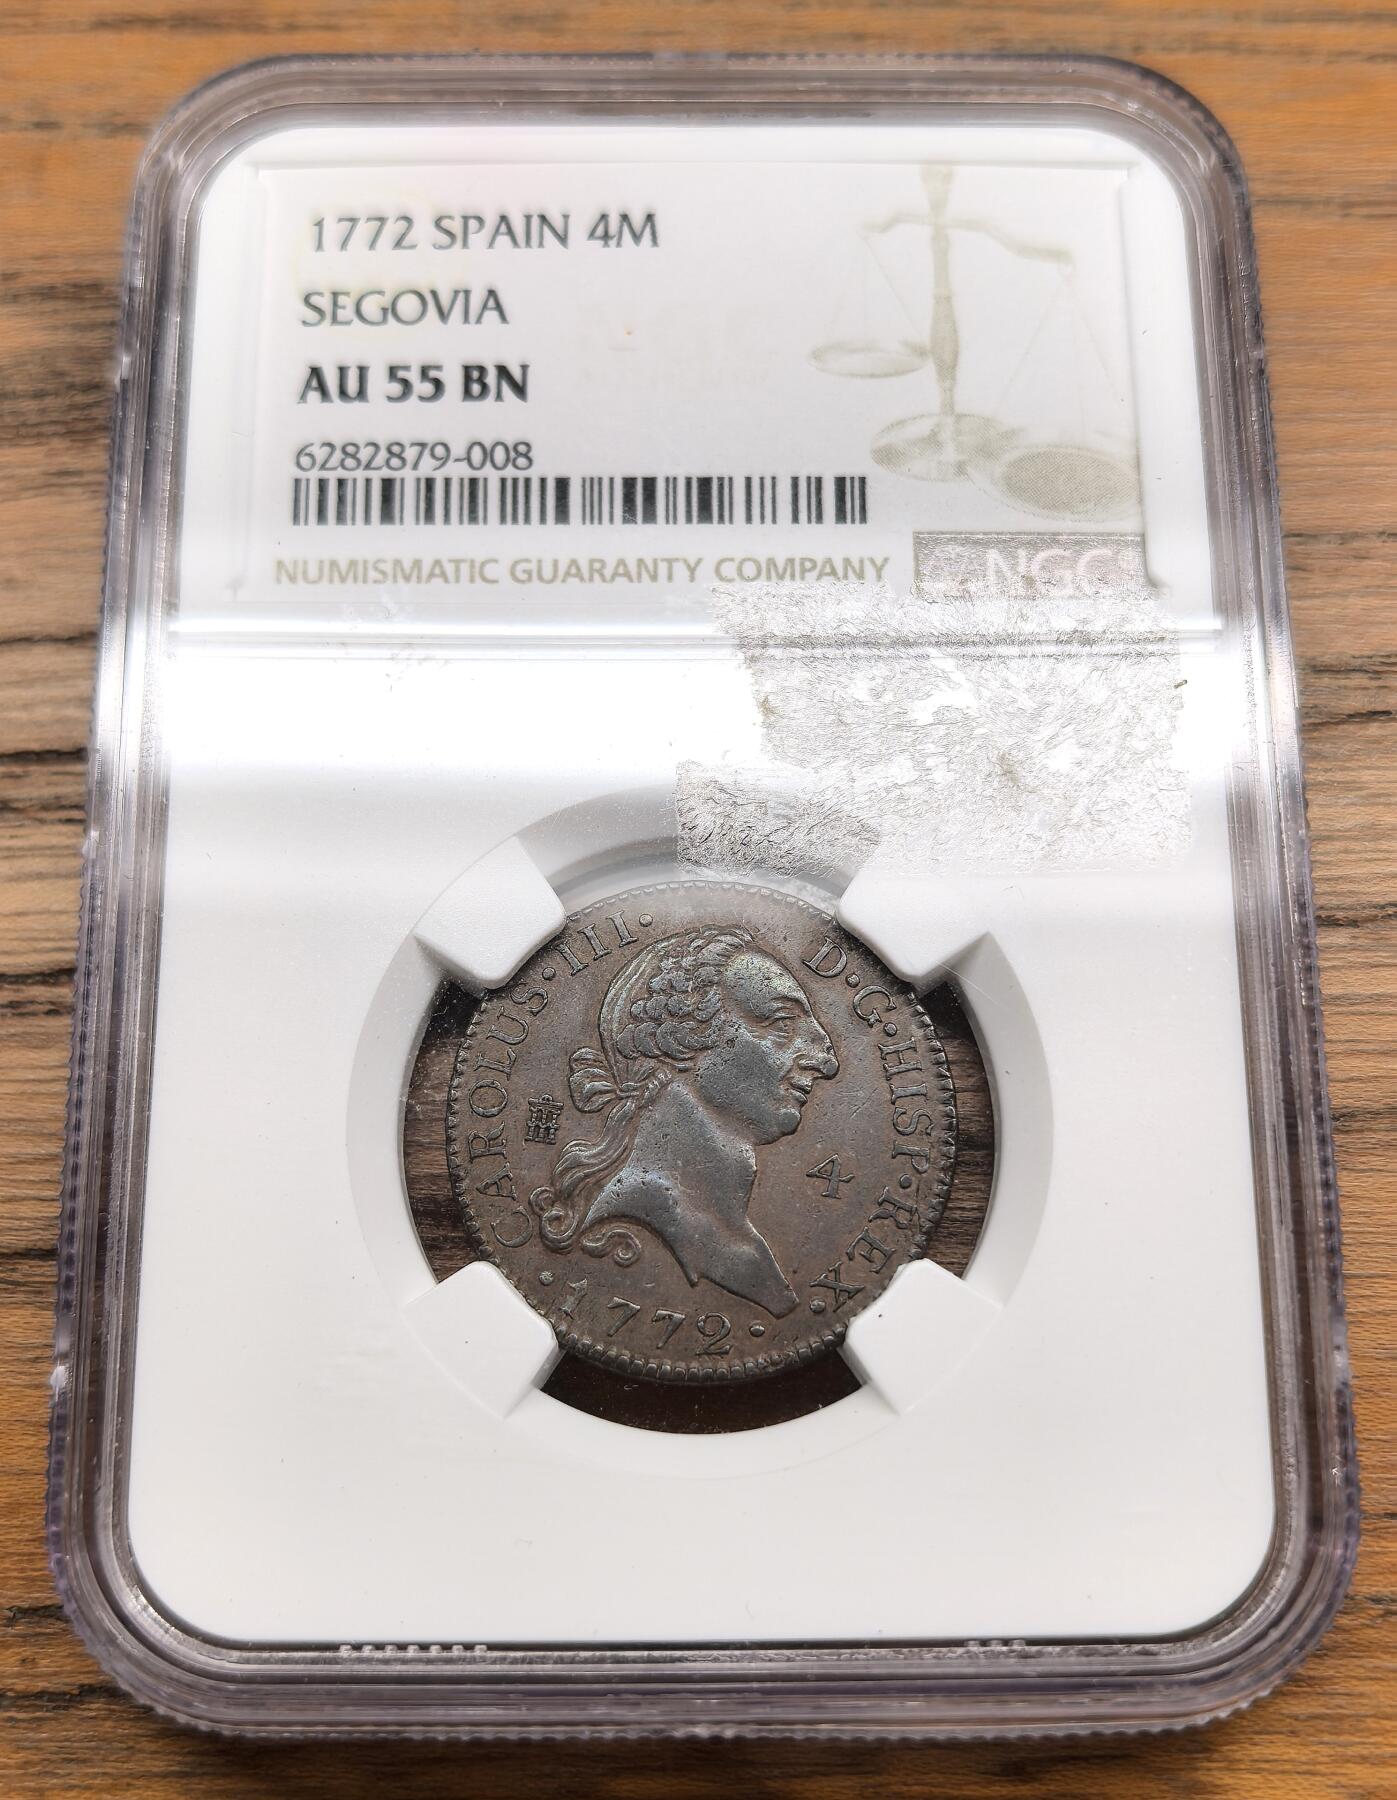 1772 SPAIN 4M
SEGOVIA
AU 55 BN
6282879-008
NUMISMATIC GUARANTY COMPANY
NGC
CAROLUS·III· D·G·HISP·REX·
4
·1772·